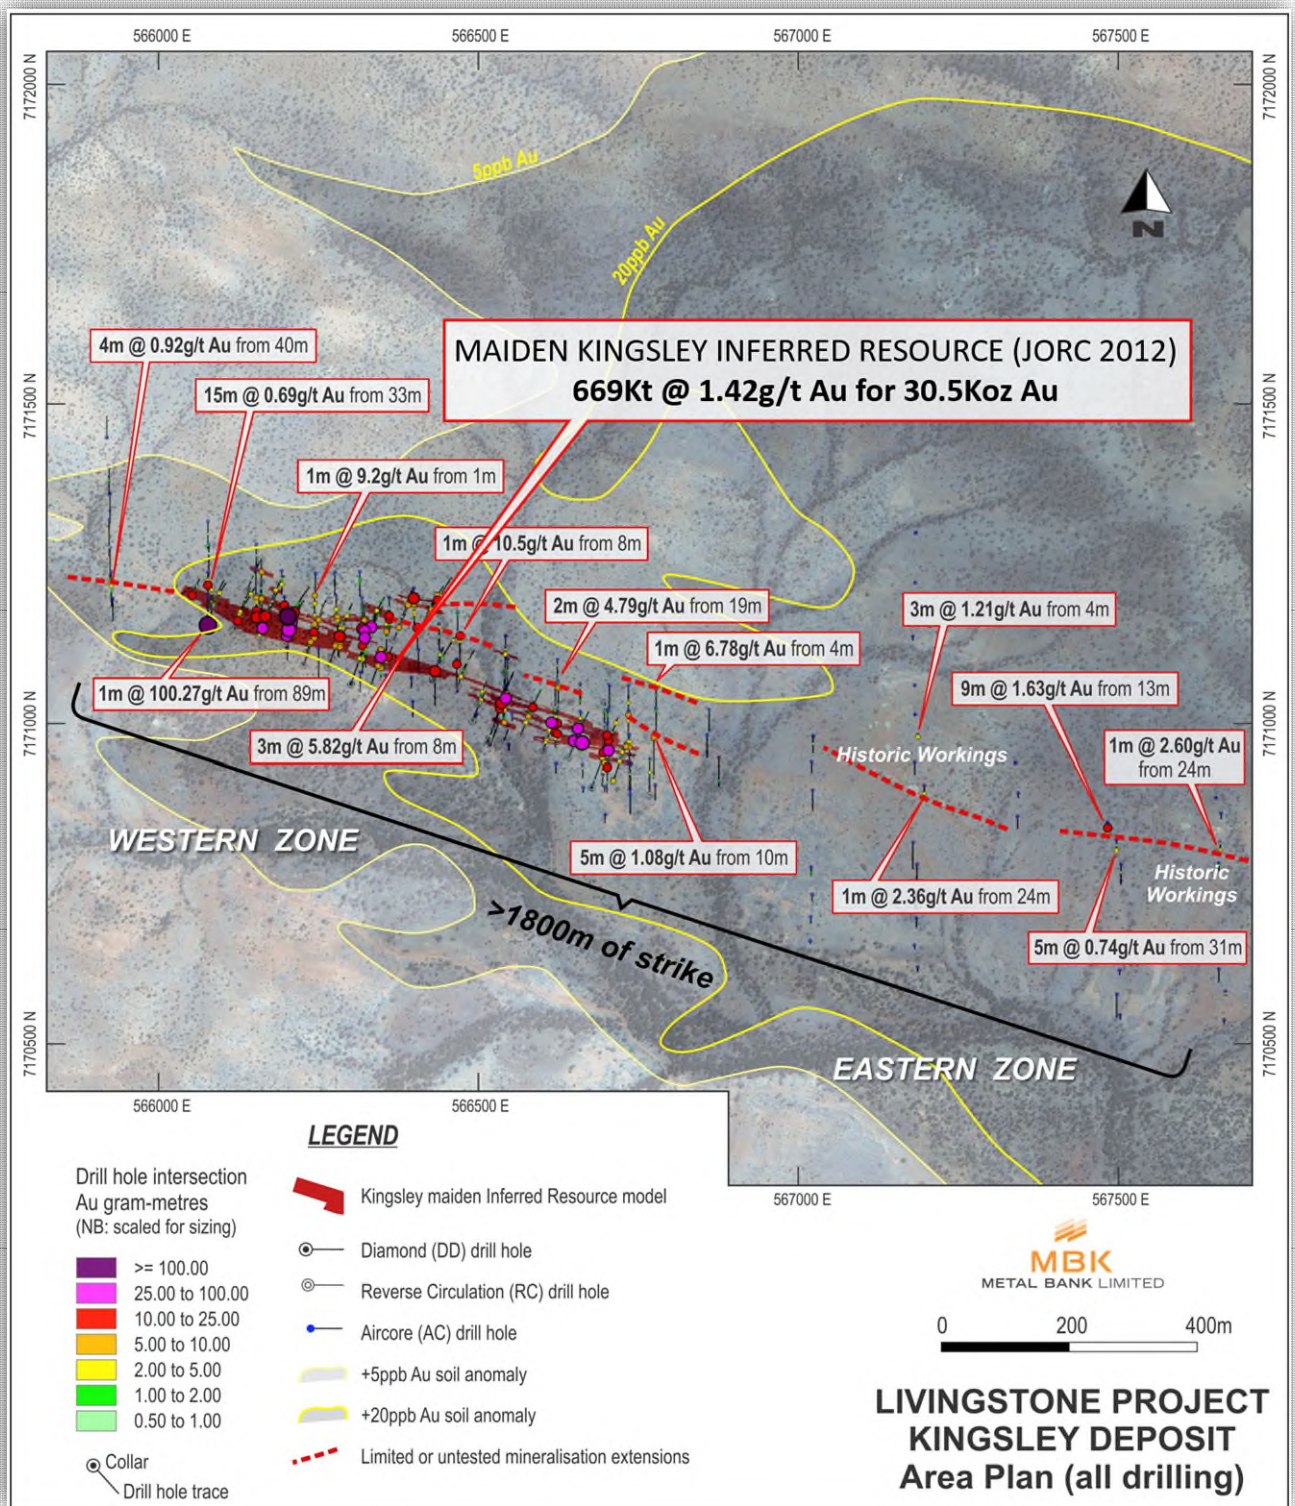 566000 E
566500 E
567000 E
567500 E
7172000 N
7172000 N
5ppb Au
20ppb Au
N
MAIDEN KINGSLEY INFERRED RESOURCE (JORC 2012)
669Kt @ 1.42g/t Au for 30.5Koz Au
4m @ 0.92g/t Au from 40m
15m @ 0.69g/t Au from 33m
7171500 N
7171500 N
1m @ 9.2g/t Au from 1m
1m @ 10.5g/t Au from 8m
2m @ 4.79g/t Au from 19m
3m @ 1.21g/t Au from 4m
1m @ 6.78g/t Au from 4m
1m @ 100.27g/t Au from 89m
9m @ 1.63g/t Au from 13m
7171000 N
7171000 N
3m @ 5.82g/t Au from 8m
Historic Workings
1m @ 2.60g/t Au
from 24m
WESTERN ZONE
5m @ 1.08g/t Au from 10m
Historic
Workings
1m @ 2.36g/t Au from 24m
>1800m of strike
5m @ 0.74g/t Au from 31m
7170500 N
7170500 N
EASTERN ZONE
566000 E
566500 E
567000 E
567500 E
LEGEND
Drill hole intersection
Au gram-metres
(NB: scaled for sizing)
>= 100.00
25.00 to 100.00
10.00 to 25.00
5.00 to 10.00
2.00 to 5.00
1.00 to 2.00
0.50 to 1.00
Collar
Drill hole trace
Kingsley maiden Inferred Resource model
Diamond (DD) drill hole
Reverse Circulation (RC) drill hole
Aircore (AC) drill hole
+5ppb Au soil anomaly
+20ppb Au soil anomaly
Limited or untested mineralisation extensions
MBK
METAL BANK LIMITED
0 200 400m
LIVINGSTONE PROJECT
KINGSLEY DEPOSIT
Area Plan (all drilling)